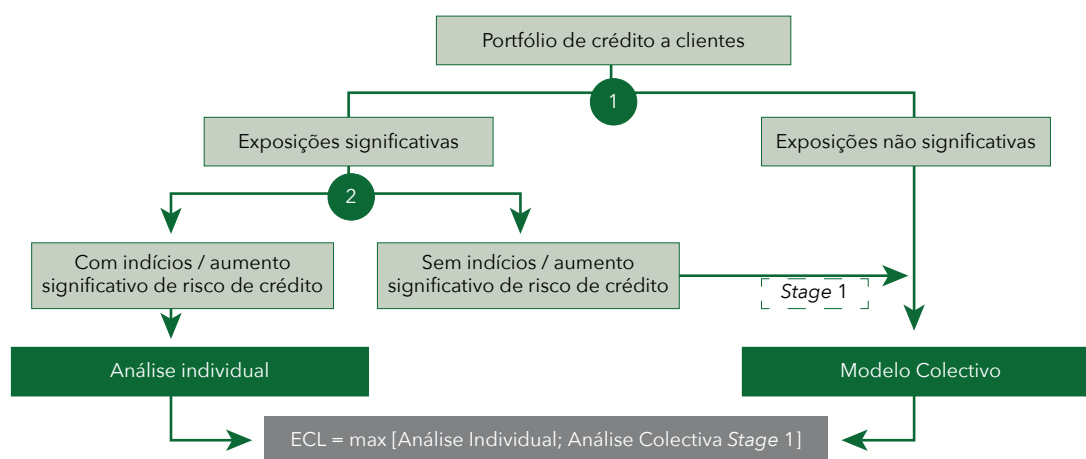 Portfólio de crédito a clientes
1
Exposições significativas
Exposições não significativas
2
Com indícios / aumento
significativo de risco de crédito
Sem indícios / aumento
significativo de risco de crédito
Stage 1
Análise individual
Modelo Colectivo
ECL = max [Análise Individual; Análise Colectiva Stage 1]